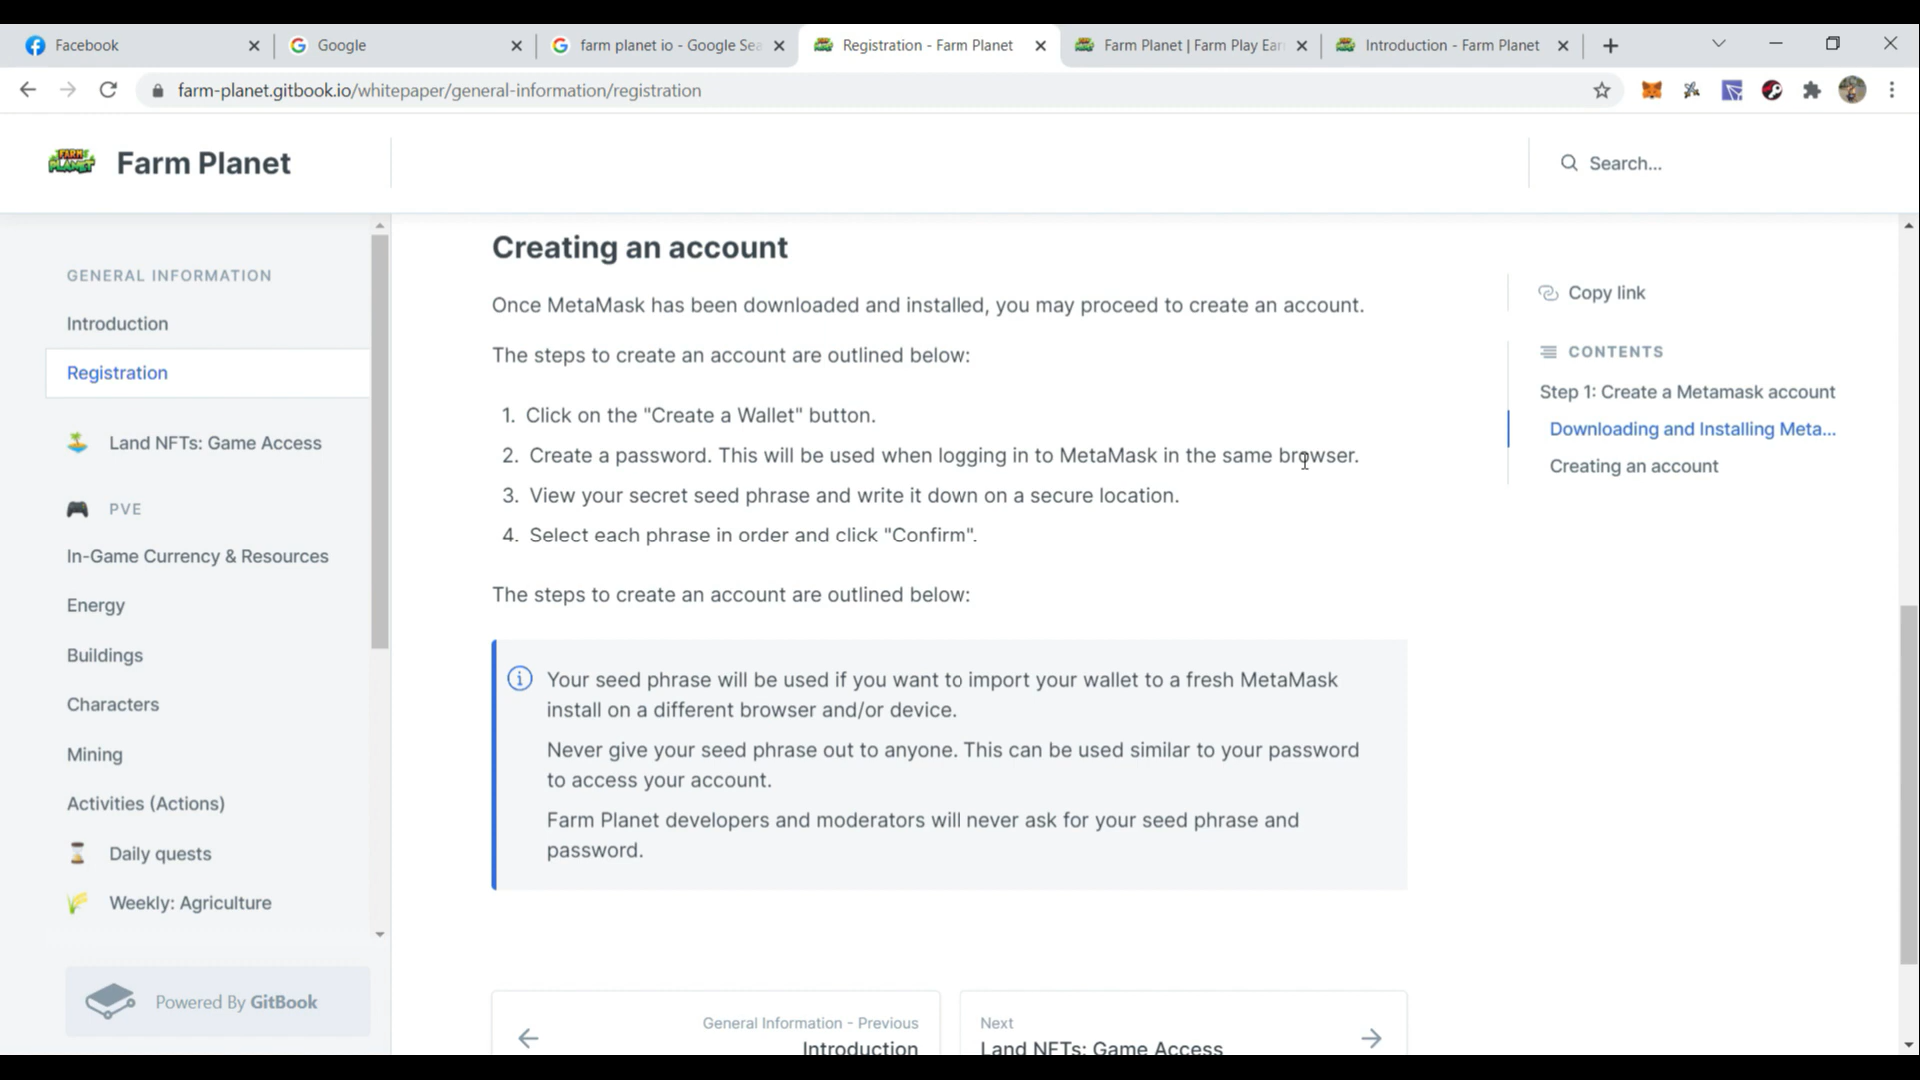 Facebook
Google
farm planet io - Google Sea
Registration - Farm Planet
Farm Planet | Farm Play Ear
Introduction - Farm Planet
farm-planet.gitbook.io/whitepaper/general-information/registration
FARM PLANET
Farm Planet
Search...
GENERAL INFORMATION
Introduction
Registration
Land NFTs: Game Access
PVE
In-Game Currency & Resources
Energy
Buildings
Characters
Mining
Activities (Actions)
Daily quests
Weekly: Agriculture
Powered By GitBook
Creating an account
Once MetaMask has been downloaded and installed, you may proceed to create an account.
The steps to create an account are outlined below:
1. Click on the "Create a Wallet" button.
2. Create a password. This will be used when logging in to MetaMask in the same browser.
3. View your secret seed phrase and write it down on a secure location.
4. Select each phrase in order and click "Confirm".
The steps to create an account are outlined below:
Your seed phrase will be used if you want to import your wallet to a fresh MetaMask
install on a different browser and/or device.
Never give your seed phrase out to anyone. This can be used similar to your password
to access your account.
Farm Planet developers and moderators will never ask for your seed phrase and
password.
General Information - Previous
Introduction
Next
Land NFTs: Game Access
Copy link
CONTENTS
Step 1: Create a Metamask account
Downloading and Installing Meta...
Creating an account